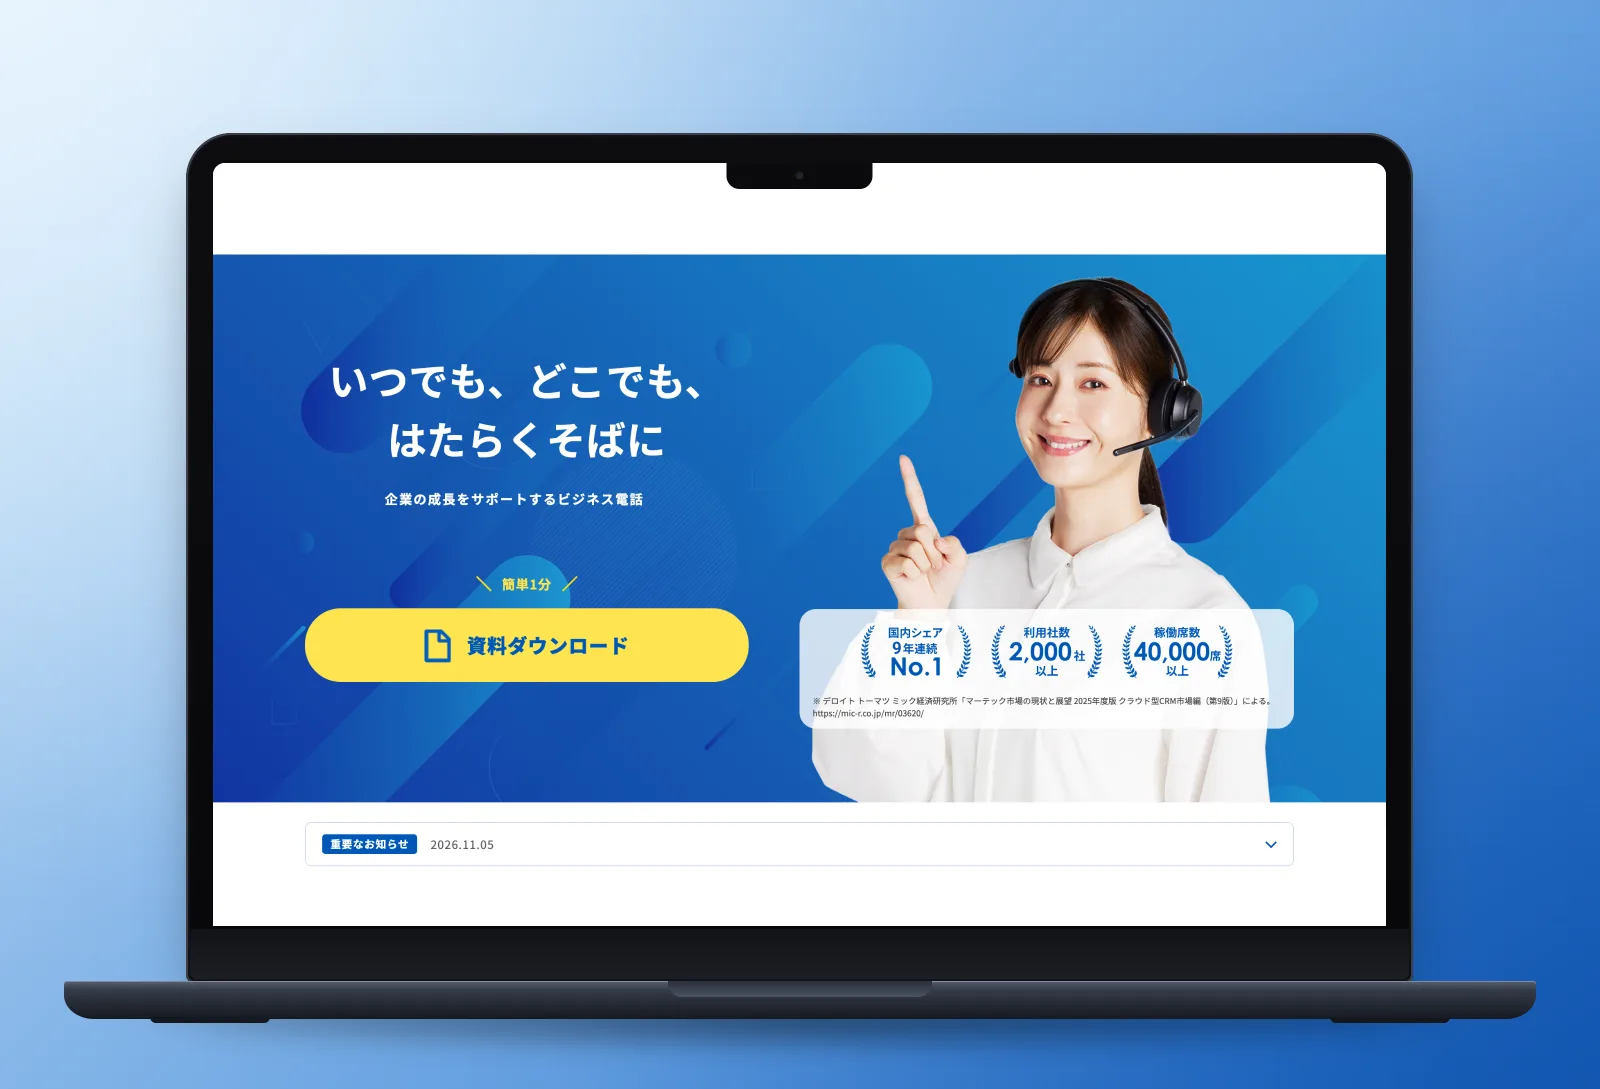 いつでも、どこでも、
はたらくそばに
企業の成長をサポートするビジネス電話
簡単1分
資料ダウンロード
国内シェア
9年連続
No.1
利用社数
2,000社
以上
稼働席数
40,000席
以上
※ デロイト トーマツ ミック経済研究所「マーテック市場の現状と展望 2025年度版 クラウド型CRM市場編（第9版）」による。
https://mic-r.co.jp/mr/03620/
重要なお知らせ 2026.11.05